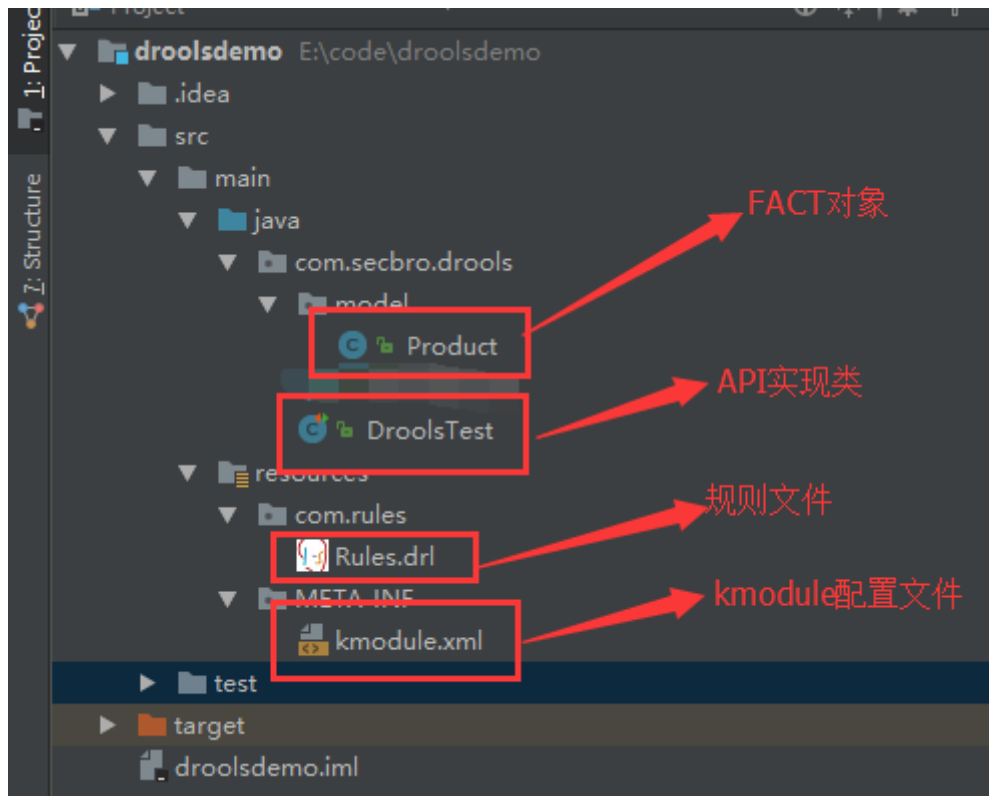 Project
1: Project
droolsdemo E:\code\droolsdemo
.idea
src
main
7: Structure
FACT对象
java
com.secbro.drools
model
Product
API实现类
DroolsTest
resources
规则文件
com.rules
Rules.drl
META-INF
kmodule配置文件
kmodule.xml
test
target
droolsdemo.iml